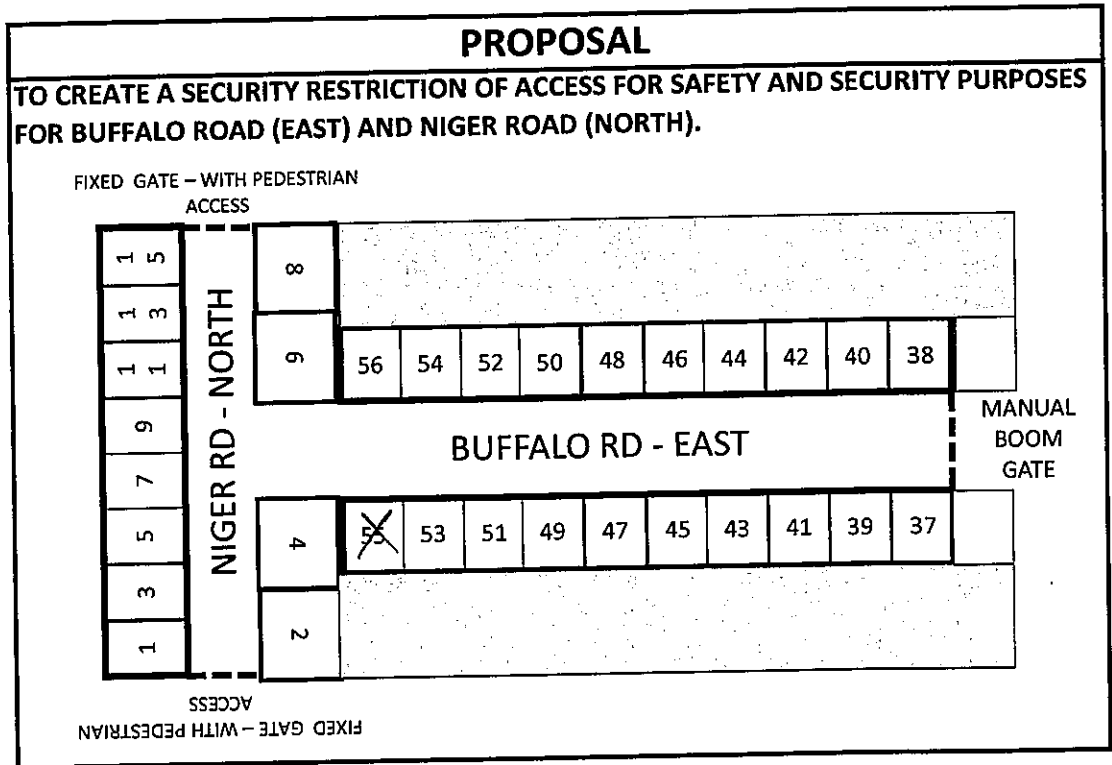 PROPOSAL
TO CREATE A SECURITY RESTRICTION OF ACCESS FOR SAFETY AND SECURITY PURPOSES
FOR BUFFALO ROAD (EAST) AND NIGER ROAD (NORTH).
FIXED GATE – WITH PEDESTRIAN
ACCESS
15
13
11
9
7
5
3
1
NIGER RD - NORTH
8
6
4
2
56 54 52 50 48 46 44 42 40 38
BUFFALO RD - EAST
MANUAL
BOOM
GATE
55 53 51 49 47 45 43 41 39 37
FIXED GATE – WITH PEDESTRIAN
ACCESS